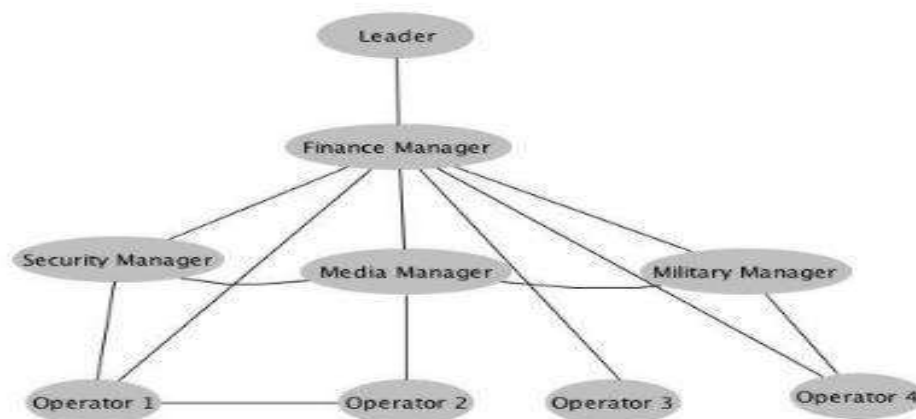 Leader
Finance Manager
Security Manager
Media Manager
Military Manager
Operator 1
Operator 2
Operator 3
Operator 4